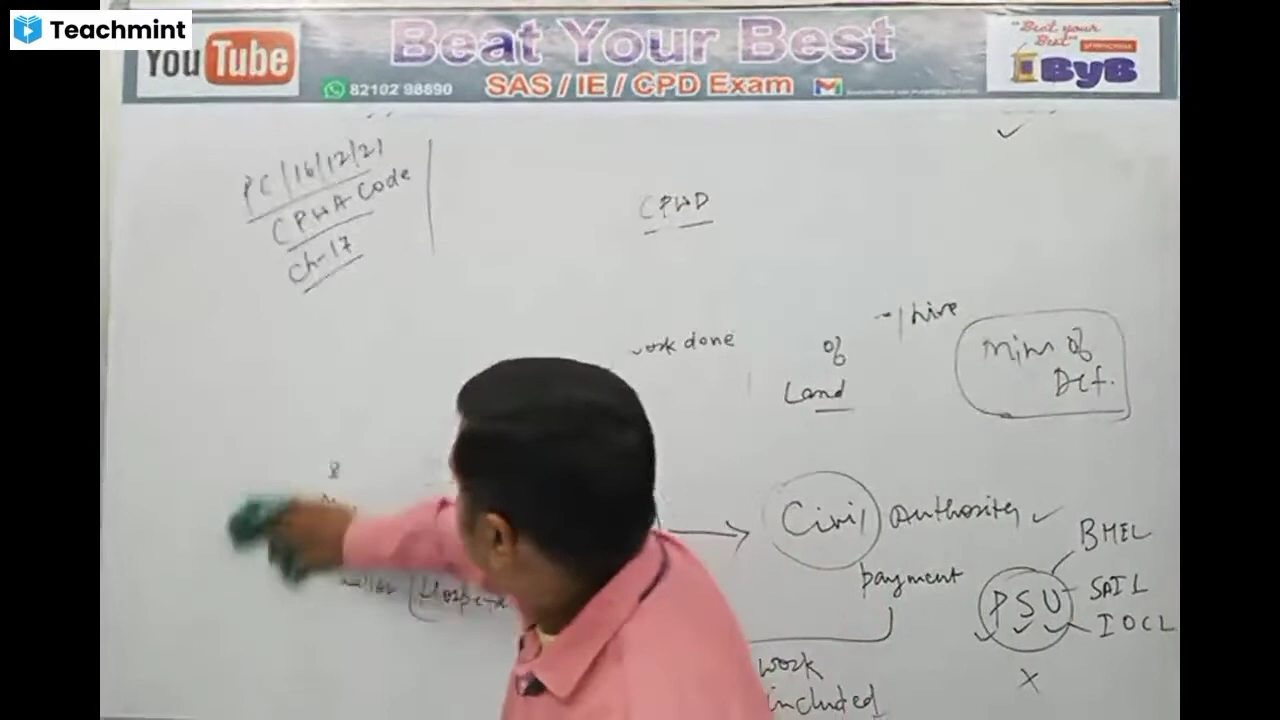 Teachmint
YouTube
Beat Your Best
SAS / IE / CPD Exam
82102 98890
"Beat your Best"
ByB
PC/16/12/21
CPWA Code
Ch-17
CPWD
work done
of
Land
hire
Min of
Def.
Civil Authority
payment
work
included
PSU
BHEL
SAIL
IOCL